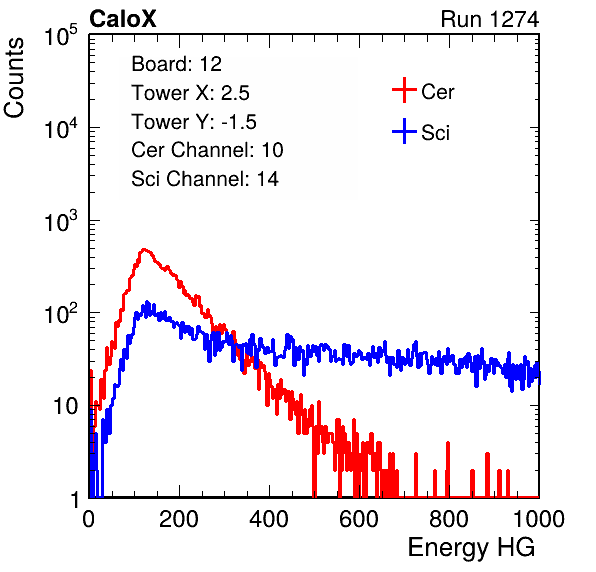 CaloX Run 1274
Counts
Board: 12
Tower X: 2.5
Tower Y: -1.5
Cer Channel: 10
Sci Channel: 14
Cer
Sci
10^5
10^4
10^3
10^2
10
1
0 200 400 600 800 1000
Energy HG